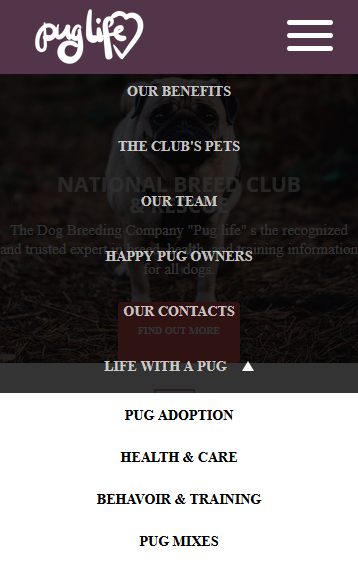 pug life
OUR BENEFITS
THE CLUB'S PETS
NATIONAL BREED CLUB
& RESCUE
OUR TEAM
The Dog Breeding Company "Pug life" s the recognized
and trusted expert in breed, health, and training information
for all dogs.
HAPPY PUG OWNERS
OUR CONTACTS
FIND OUT MORE
LIFE WITH A PUG
PUG ADOPTION
HEALTH & CARE
BEHAVOIR & TRAINING
PUG MIXES